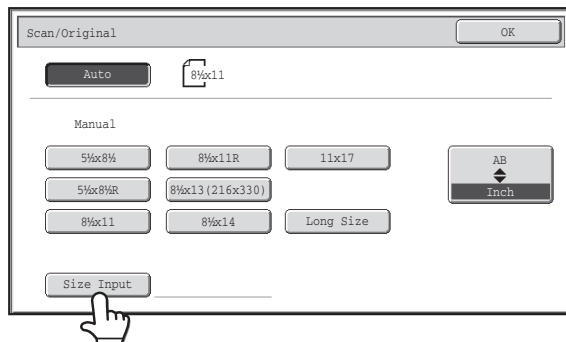 Scan/Original OK
Auto 8½x11
Manual
5½x8½ 8½x11R 11x17 AB
5½x8½R 8½x13(216x330) Inch
8½x11 8½x14 Long Size
Size Input